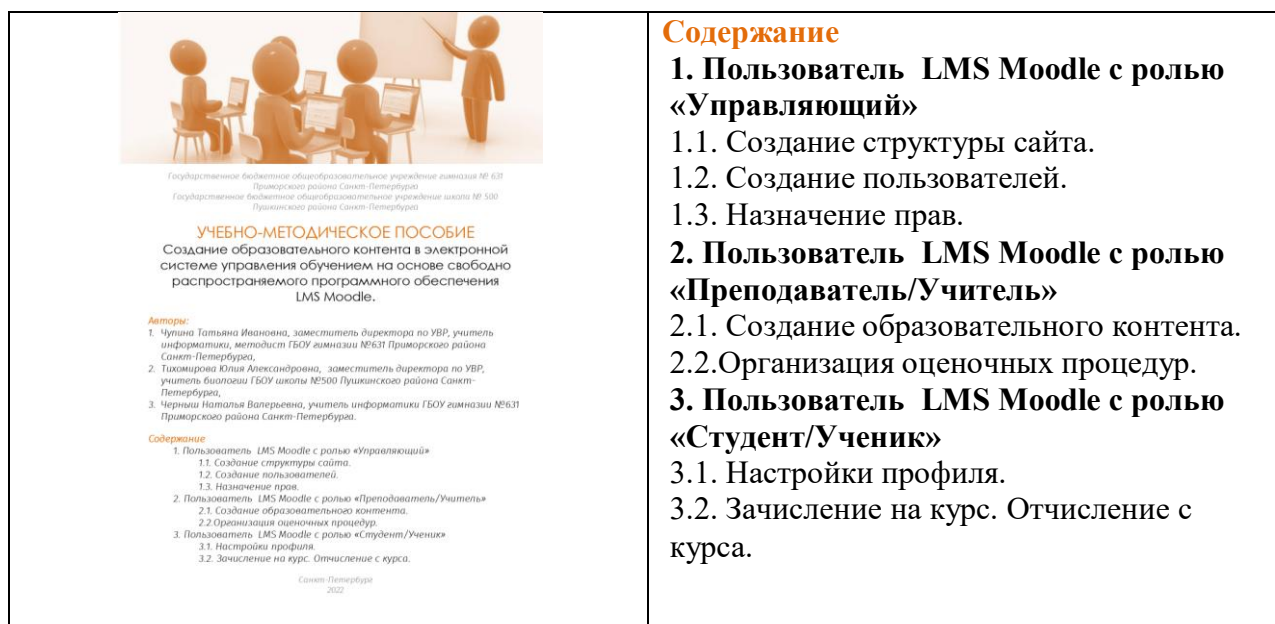 Государственное бюджетное общеобразовательное учреждение гимназия № 631
Приморского района Санкт-Петербурга
Государственное бюджетное общеобразовательное учреждение школа № 500
Пушкинского района Санкт-Петербурга
УЧЕБНО-МЕТОДИЧЕСКОЕ ПОСОБИЕ
Создание образовательного контента в электронной
системе управления обучением на основе свободно
распространяемого программного обеспечения
LMS Moodle.
Авторы:
1. Чупина Татьяна Ивановна, заместитель директора по УВР, учитель
информатики, методист ГБОУ гимназии №631 Приморского района
Санкт-Петербурга,
2. Тихомирова Юлия Александровна, заместитель директора по УВР,
учитель биологии ГБОУ школы №500 Пушкинского района Санкт-
Петербурга,
3. Черныш Наталья Валерьевна, учитель информатики ГБОУ гимназии №631
Приморского района Санкт-Петербурга.
Содержание
1. Пользователь LMS Moodle с ролью «Управляющий»
1.1. Создание структуры сайта.
1.2. Создание пользователей.
1.3. Назначение прав.
2. Пользователь LMS Moodle с ролью «Преподаватель/Учитель»
2.1. Создание образовательного контента.
2.2.Организация оценочных процедур.
3. Пользователь LMS Moodle с ролью «Студент/Ученик»
3.1. Настройки профиля.
3.2. Зачисление на курс. Отчисление с курса.
Санкт-Петербург
2022
Содержание
1. Пользователь LMS Moodle с ролью
«Управляющий»
1.1. Создание структуры сайта.
1.2. Создание пользователей.
1.3. Назначение прав.
2. Пользователь LMS Moodle с ролью
«Преподаватель/Учитель»
2.1. Создание образовательного контента.
2.2.Организация оценочных процедур.
3. Пользователь LMS Moodle с ролью
«Студент/Ученик»
3.1. Настройки профиля.
3.2. Зачисление на курс. Отчисление с
курса.